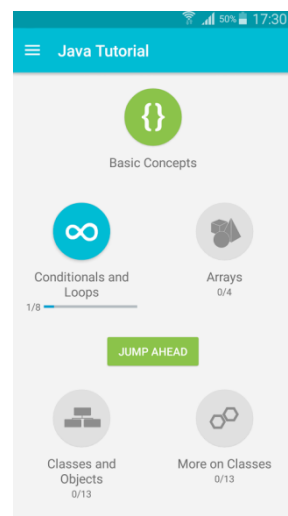 50% 17:30
Java Tutorial
{}
Basic Concepts
Conditionals and
Loops
1/8
Arrays
0/4
JUMP AHEAD
Classes and
Objects
0/13
More on Classes
0/13